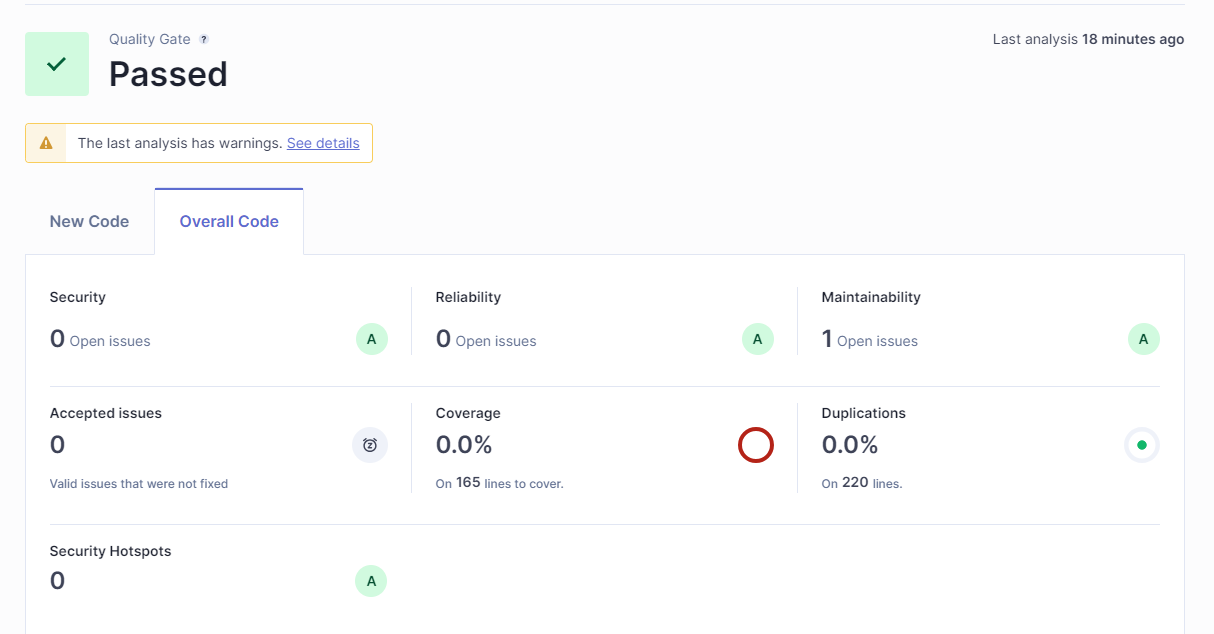 Quality Gate ?
Last analysis 18 minutes ago
Passed
The last analysis has warnings. See details
New Code
Overall Code
Security
0 Open issues
A
Reliability
0 Open issues
A
Maintainability
1 Open issues
A
Accepted issues
0
Valid issues that were not fixed
Coverage
0.0%
On 165 lines to cover.
Duplications
0.0%
On 220 lines.
Security Hotspots
0
A